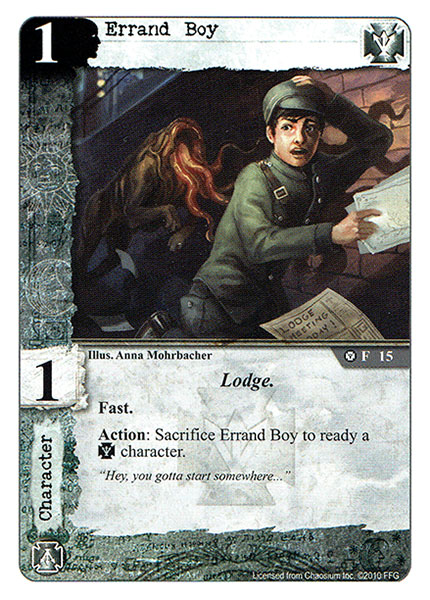 1
Errand Boy
LODGE
Meeting
Illus. Anna Mohrbacher
F 15
1
Lodge.
Fast.
Action: Sacrifice Errand Boy to ready a
character.
"Hey, you gotta start somewhere..."
Character
Licensed from Chaosium Inc. ©2010 FFG